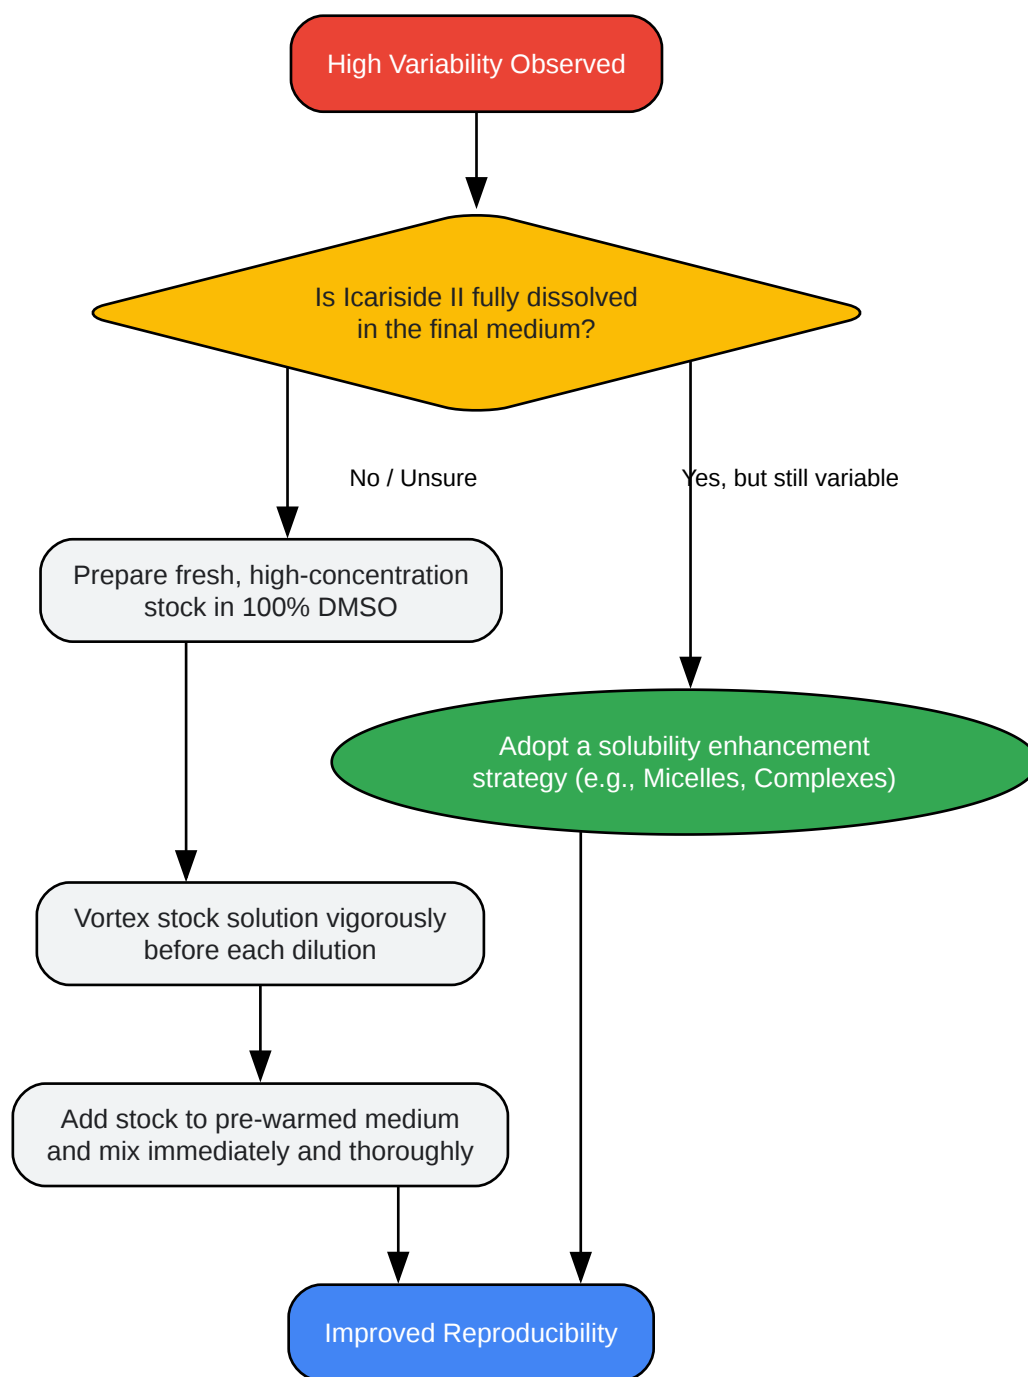 High Variability Observed
Is Icariside II fully dissolved
in the final medium?
No / Unsure
Yes, but still variable
Prepare fresh, high-concentration
stock in 100% DMSO
Adopt a solubility enhancement
strategy (e.g., Micelles, Complexes)
Vortex stock solution vigorously
before each dilution
Add stock to pre-warmed medium
and mix immediately and thoroughly
Improved Reproducibility